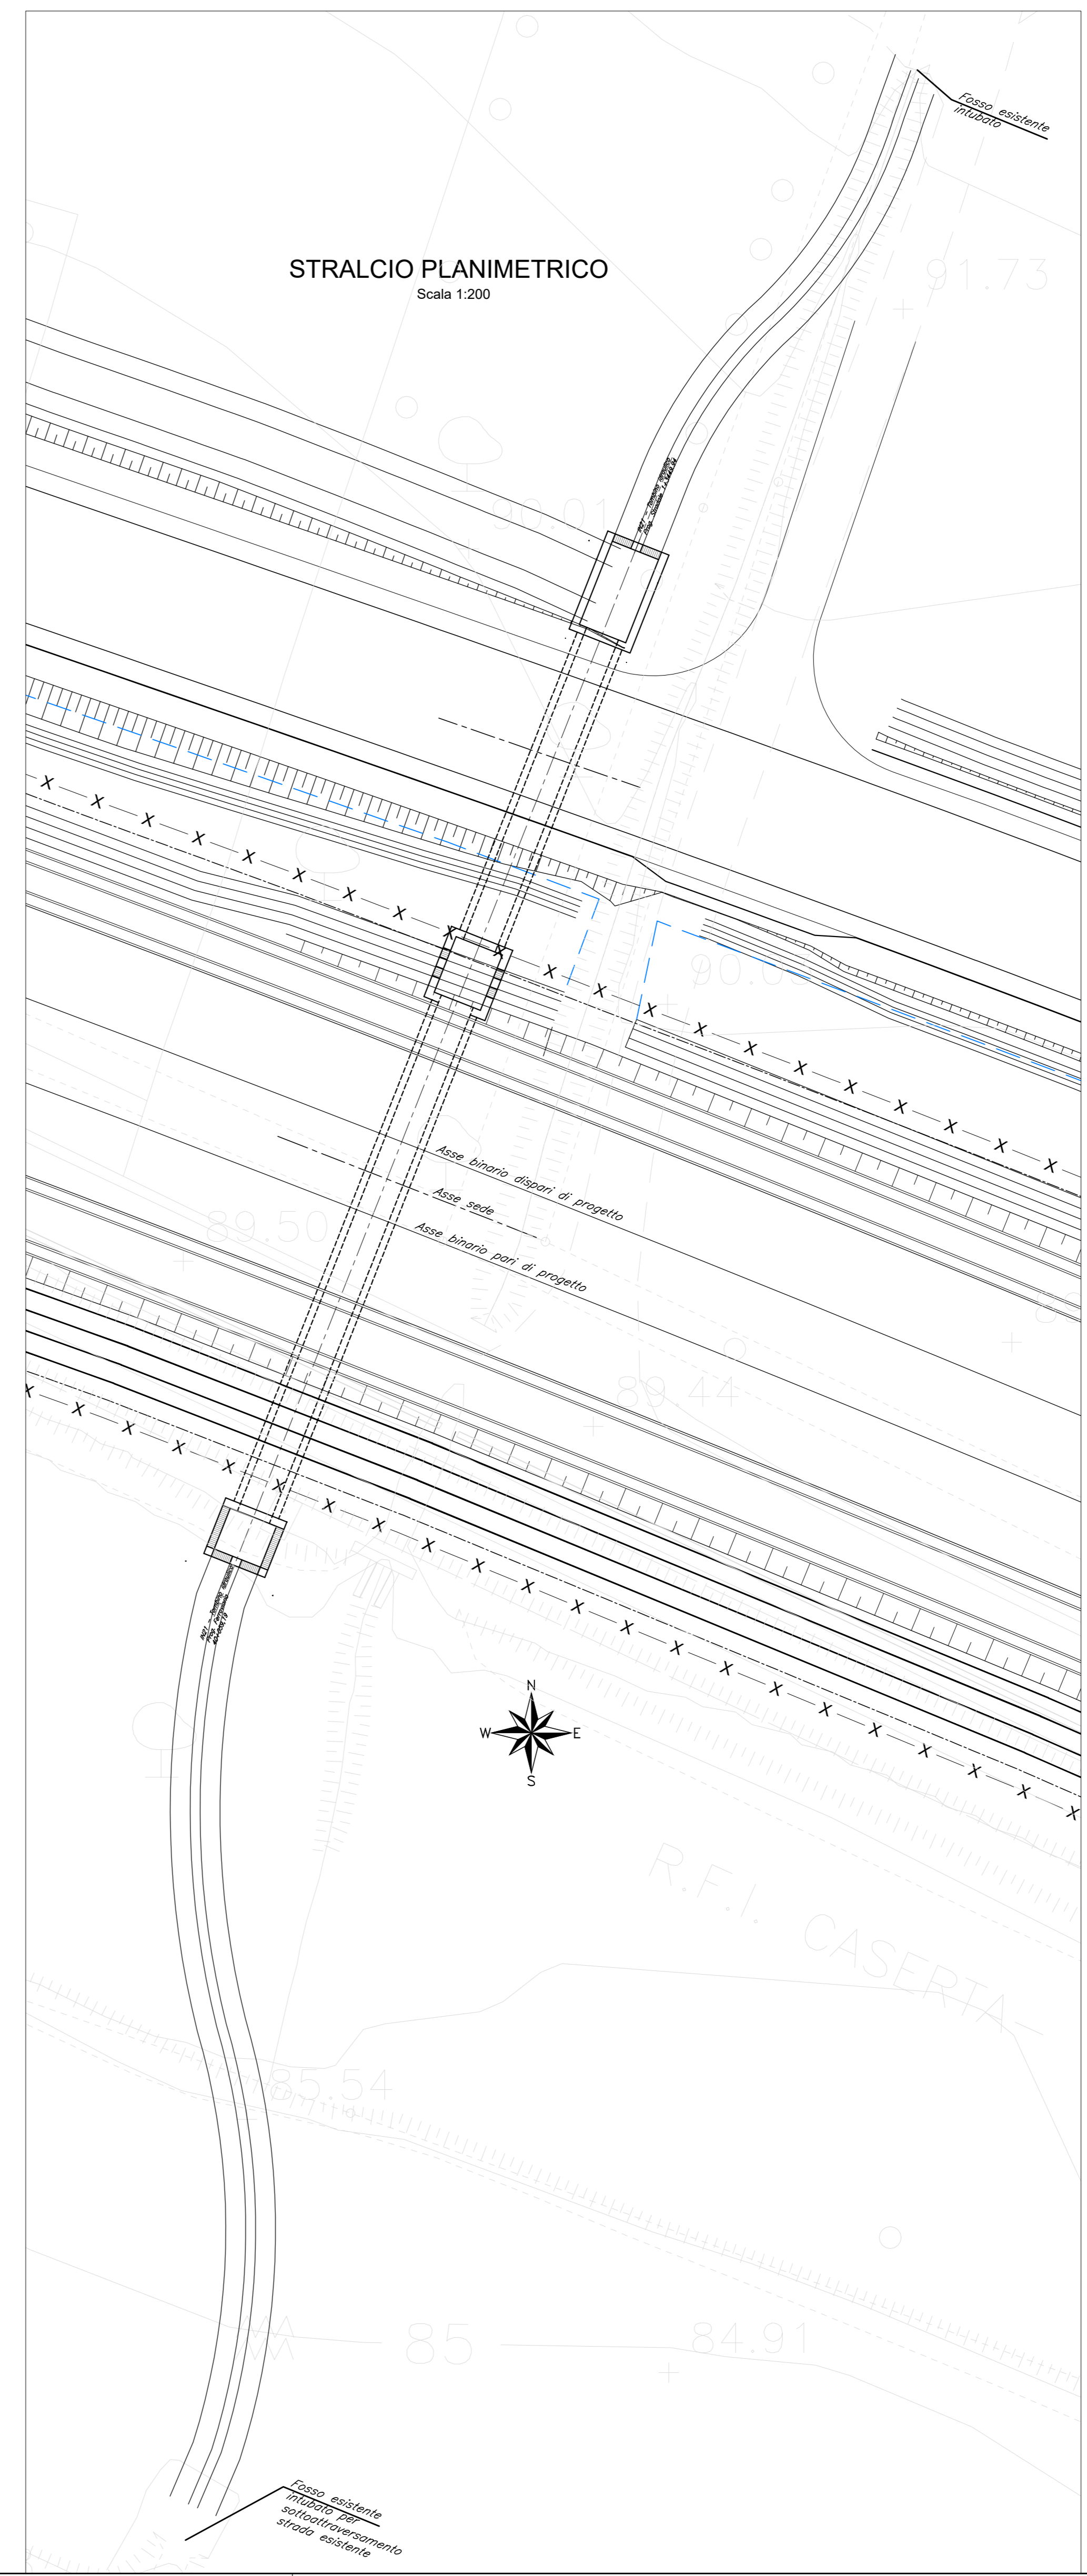 Fosso esistente
intubato
STRALCIO PLANIMETRICO
Scala 1:200
91.73
90.01
X X X X X X X X X X X X X X X X X X X X X
Asse binario dispari di progetto
Asse sede
Asse binario pari di progetto
89.50
89.44
X X X X X X X X X X X X X X X X X X X X X X
N
W E
S
R.F.I. CASERTA-
85.54
85
84.91
Fosso esistente
intubato per
sottoattraversamento
strada esistente